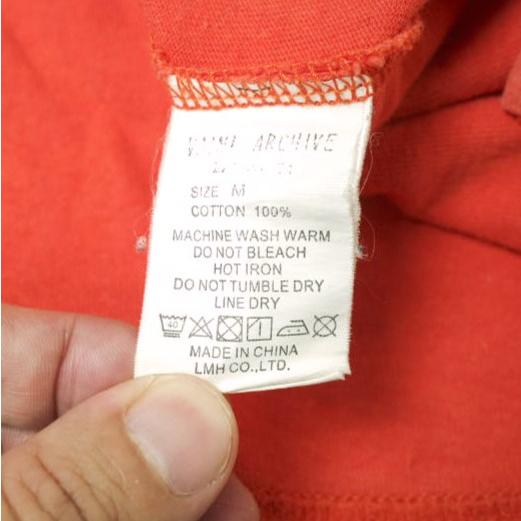 ARCHIVE
SIZE M
COTTON 100%
MACHINE WASH WARM
DO NOT BLEACH
HOT IRON
DO NOT TUMBLE DRY
LINE DRY
40
MADE IN CHINA
LMH CO.,LTD.